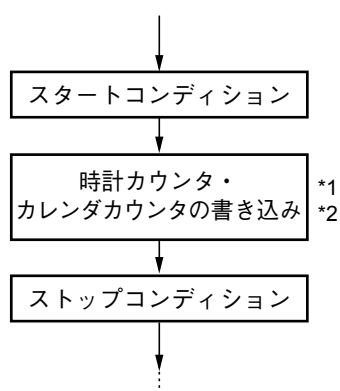 スタートコンディション
時計カウンタ・
カレンダカウンタの書き込み
*1
*2
ストップコンディション